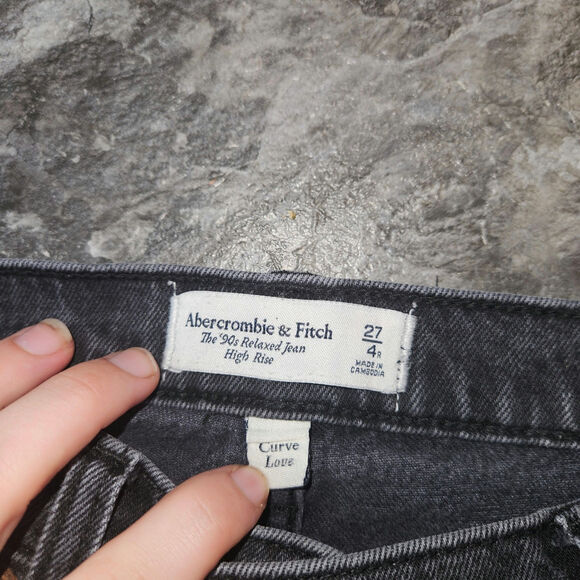 Abercrombie & Fitch
The '90s Relaxed Jean
High Rise
27
4R
MADE IN
CAMBODIA
Curve
Love